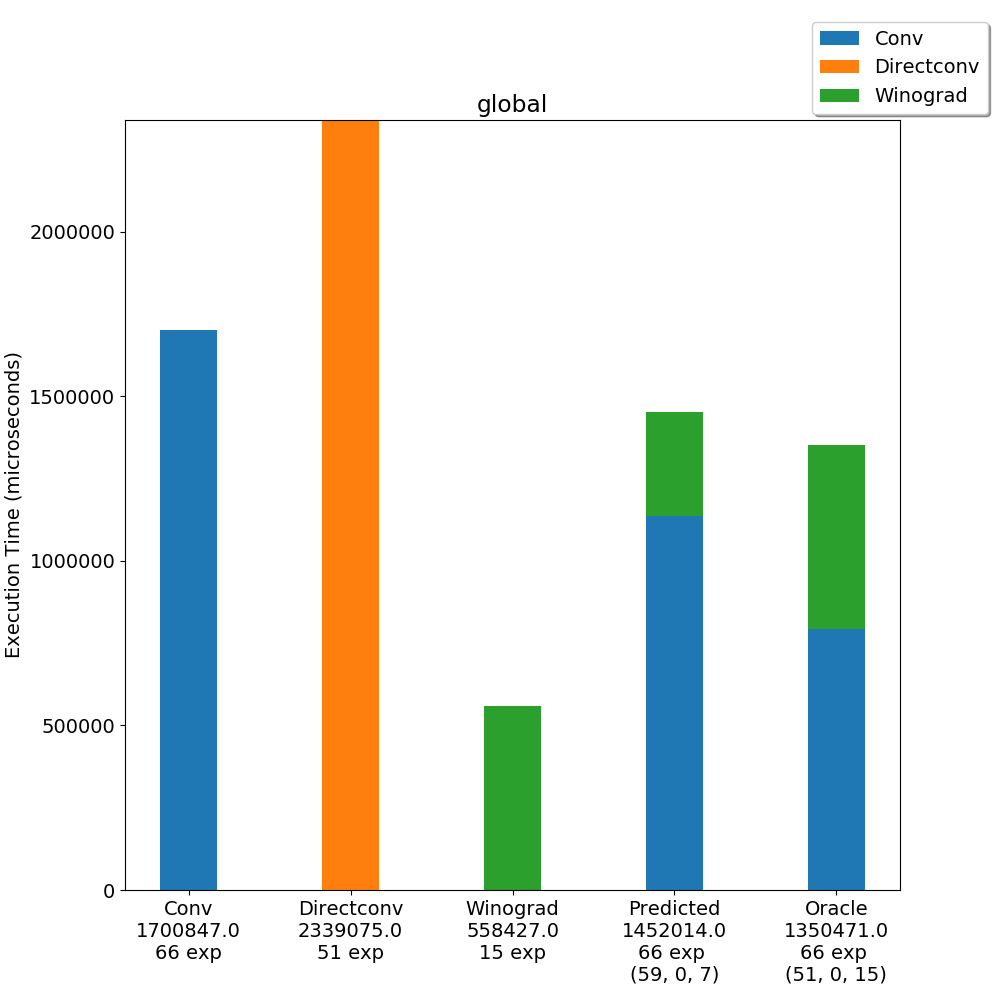 Conv
Directconv
Winograd
global
Execution Time (microseconds)
2000000
1500000
1000000
500000
0
Conv
1700847.0
66 exp
Directconv
2339075.0
51 exp
Winograd
558427.0
15 exp
Predicted
1452014.0
66 exp
(59, 0, 7)
Oracle
1350471.0
66 exp
(51, 0, 15)